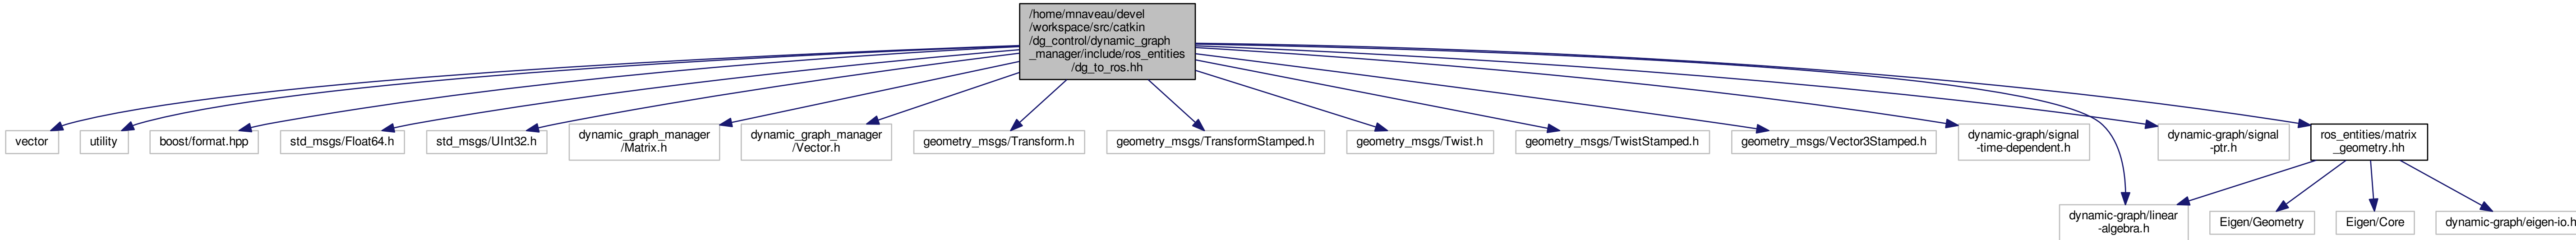 /home/mnaveau/devel
/workspace/src/catkin
/dg_control/dynamic_graph
_manager/include/ros_entities
/dg_to_ros.hh
vector
utility
boost/format.hpp
std_msgs/Float64.h
std_msgs/UInt32.h
dynamic_graph_manager
/Matrix.h
dynamic_graph_manager
/Vector.h
geometry_msgs/Transform.h
geometry_msgs/TransformStamped.h
geometry_msgs/Twist.h
geometry_msgs/TwistStamped.h
geometry_msgs/Vector3Stamped.h
dynamic-graph/signal
-time-dependent.h
dynamic-graph/signal
-ptr.h
ros_entities/matrix
_geometry.hh
dynamic-graph/linear
-algebra.h
Eigen/Geometry
Eigen/Core
dynamic-graph/eigen-io.h